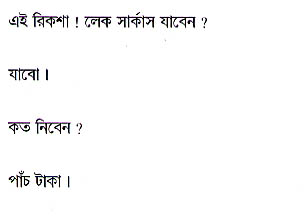 এই রিকশা ! লেক সার্কাস যাবেন ?
যাবো ।
কত নিবেন ?
পাঁচ টাকা ।